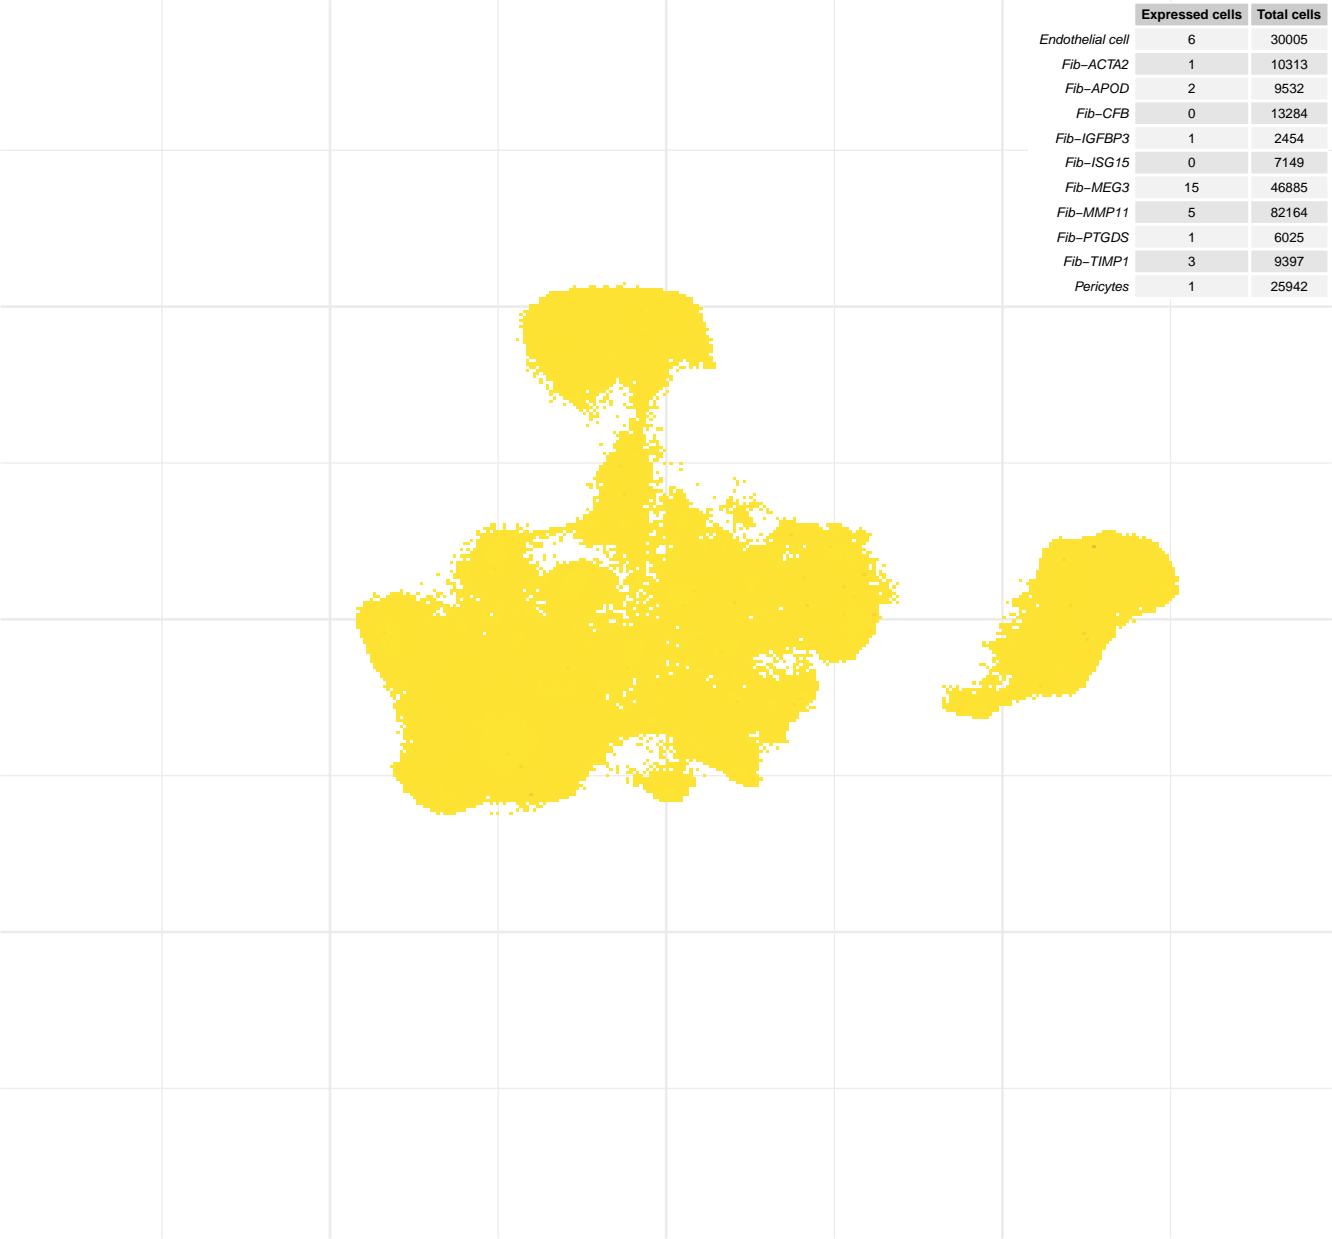 Expressed cells Total cells
Endothelial cell 6 30005
Fib−ACTA2 1 10313
Fib−APOD 2 9532
Fib−CFB 0 13284
Fib−IGFBP3 1 2454
Fib−ISG15 0 7149
Fib−MEG3 15 46885
Fib−MMP11 5 82164
Fib−PTGDS 1 6025
Fib−TIMP1 3 9397
Pericytes 1 25942